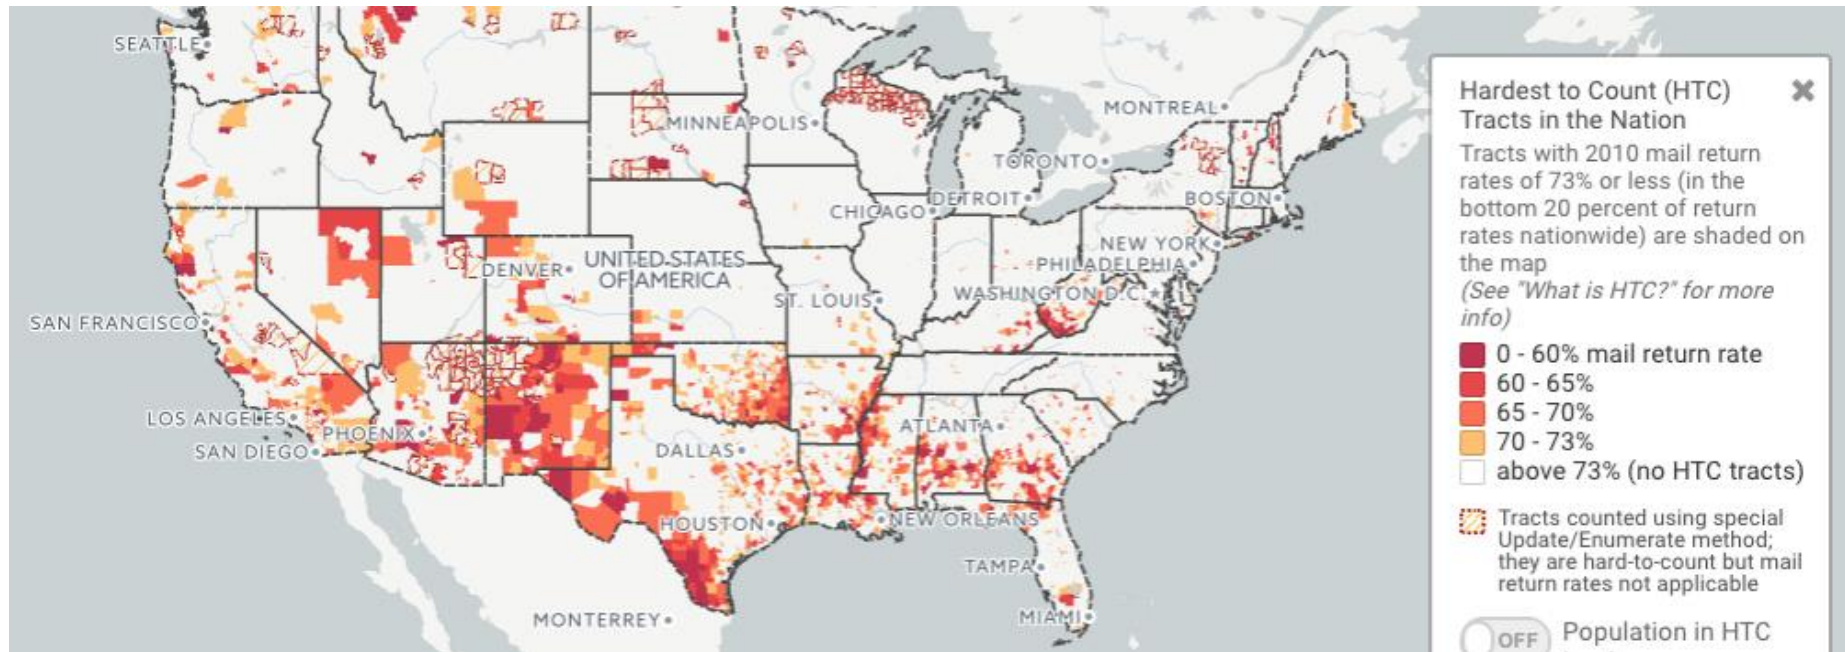 SEATTLE
MINNEAPOLIS
MONTREAL
TORONTO
DETROIT
BOSTON
CHICAGO
NEW YORK
DENVER
UNITED STATES
OF AMERICA
PHILADELPHIA
WASHINGTON D.C.
ST. LOUIS
SAN FRANCISCO
LOS ANGELES
PHOENIX
ATLANTA
SAN DIEGO
DALLAS
HOUSTON
NEW ORLEANS
TAMPA
MONTERREY
MIAMI
Hardest to Count (HTC)
Tracts in the Nation
Tracts with 2010 mail return
rates of 73% or less (in the
bottom 20 percent of return
rates nationwide) are shaded on
the map
(See "What is HTC?" for more
info)
0 - 60% mail return rate
60 - 65%
65 - 70%
70 - 73%
above 73% (no HTC tracts)
Tracts counted using special
Update/Enumerate method;
they are hard-to-count but mail
return rates not applicable
OFF
Population in HTC